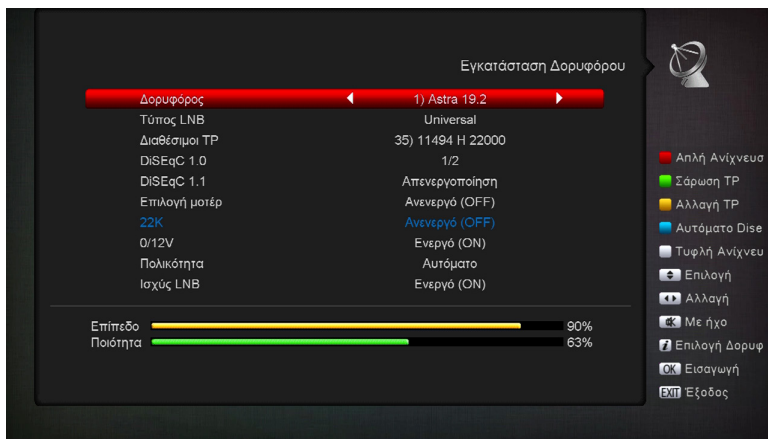 Εγκατάσταση Δορυφόρου
Δορυφόρος 1) Astra 19.2
Τύπος LNB Universal
Διαθέσιμοι TP 35) 11494 H 22000
DiSEqC 1.0 1/2
DiSEqC 1.1 Απενεργοποίηση
Επιλογή μοτέρ Ανενεργό (OFF)
22K Ανενεργό (OFF)
0/12V Ενεργό (ON)
Πολικότητα Αυτόματο
Ισχύς LNB Ενεργό (ON)
Επίπεδο 90%
Ποιότητα 63%
Απλή Ανίχνευσ
Σάρωση TP
Αλλαγή TP
Αυτόματο Dise
Τυφλή Ανίχνευ
Επιλογή
Αλλαγή
Με ήχο
i Επιλογή Δορυφ
OK Εισαγωγή
EXIT Έξοδος